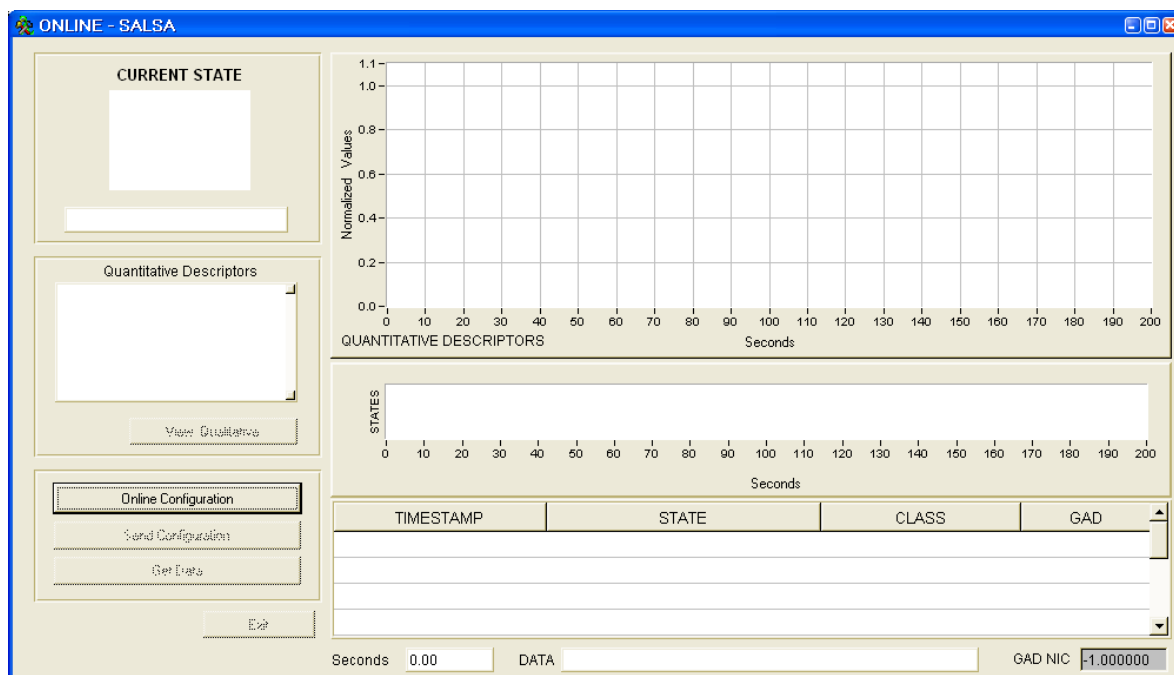 ONLINE - SALSA
CURRENT STATE
Quantitative Descriptors
View Qualitative
Online Configuration
Send Configuration
Get Data
Exit
1.1
1.0
0.8
0.6
0.4
0.2
0.0
Normalized Values
0 10 20 30 40 50 60 70 80 90 100 110 120 130 140 150 160 170 180 190 200
QUANTITATIVE DESCRIPTORS
Seconds
STATES
0 10 20 30 40 50 60 70 80 90 100 110 120 130 140 150 160 170 180 190 200
Seconds
TIMESTAMP STATE CLASS GAD
Seconds 0.00 DATA GAD NIC -1.000000